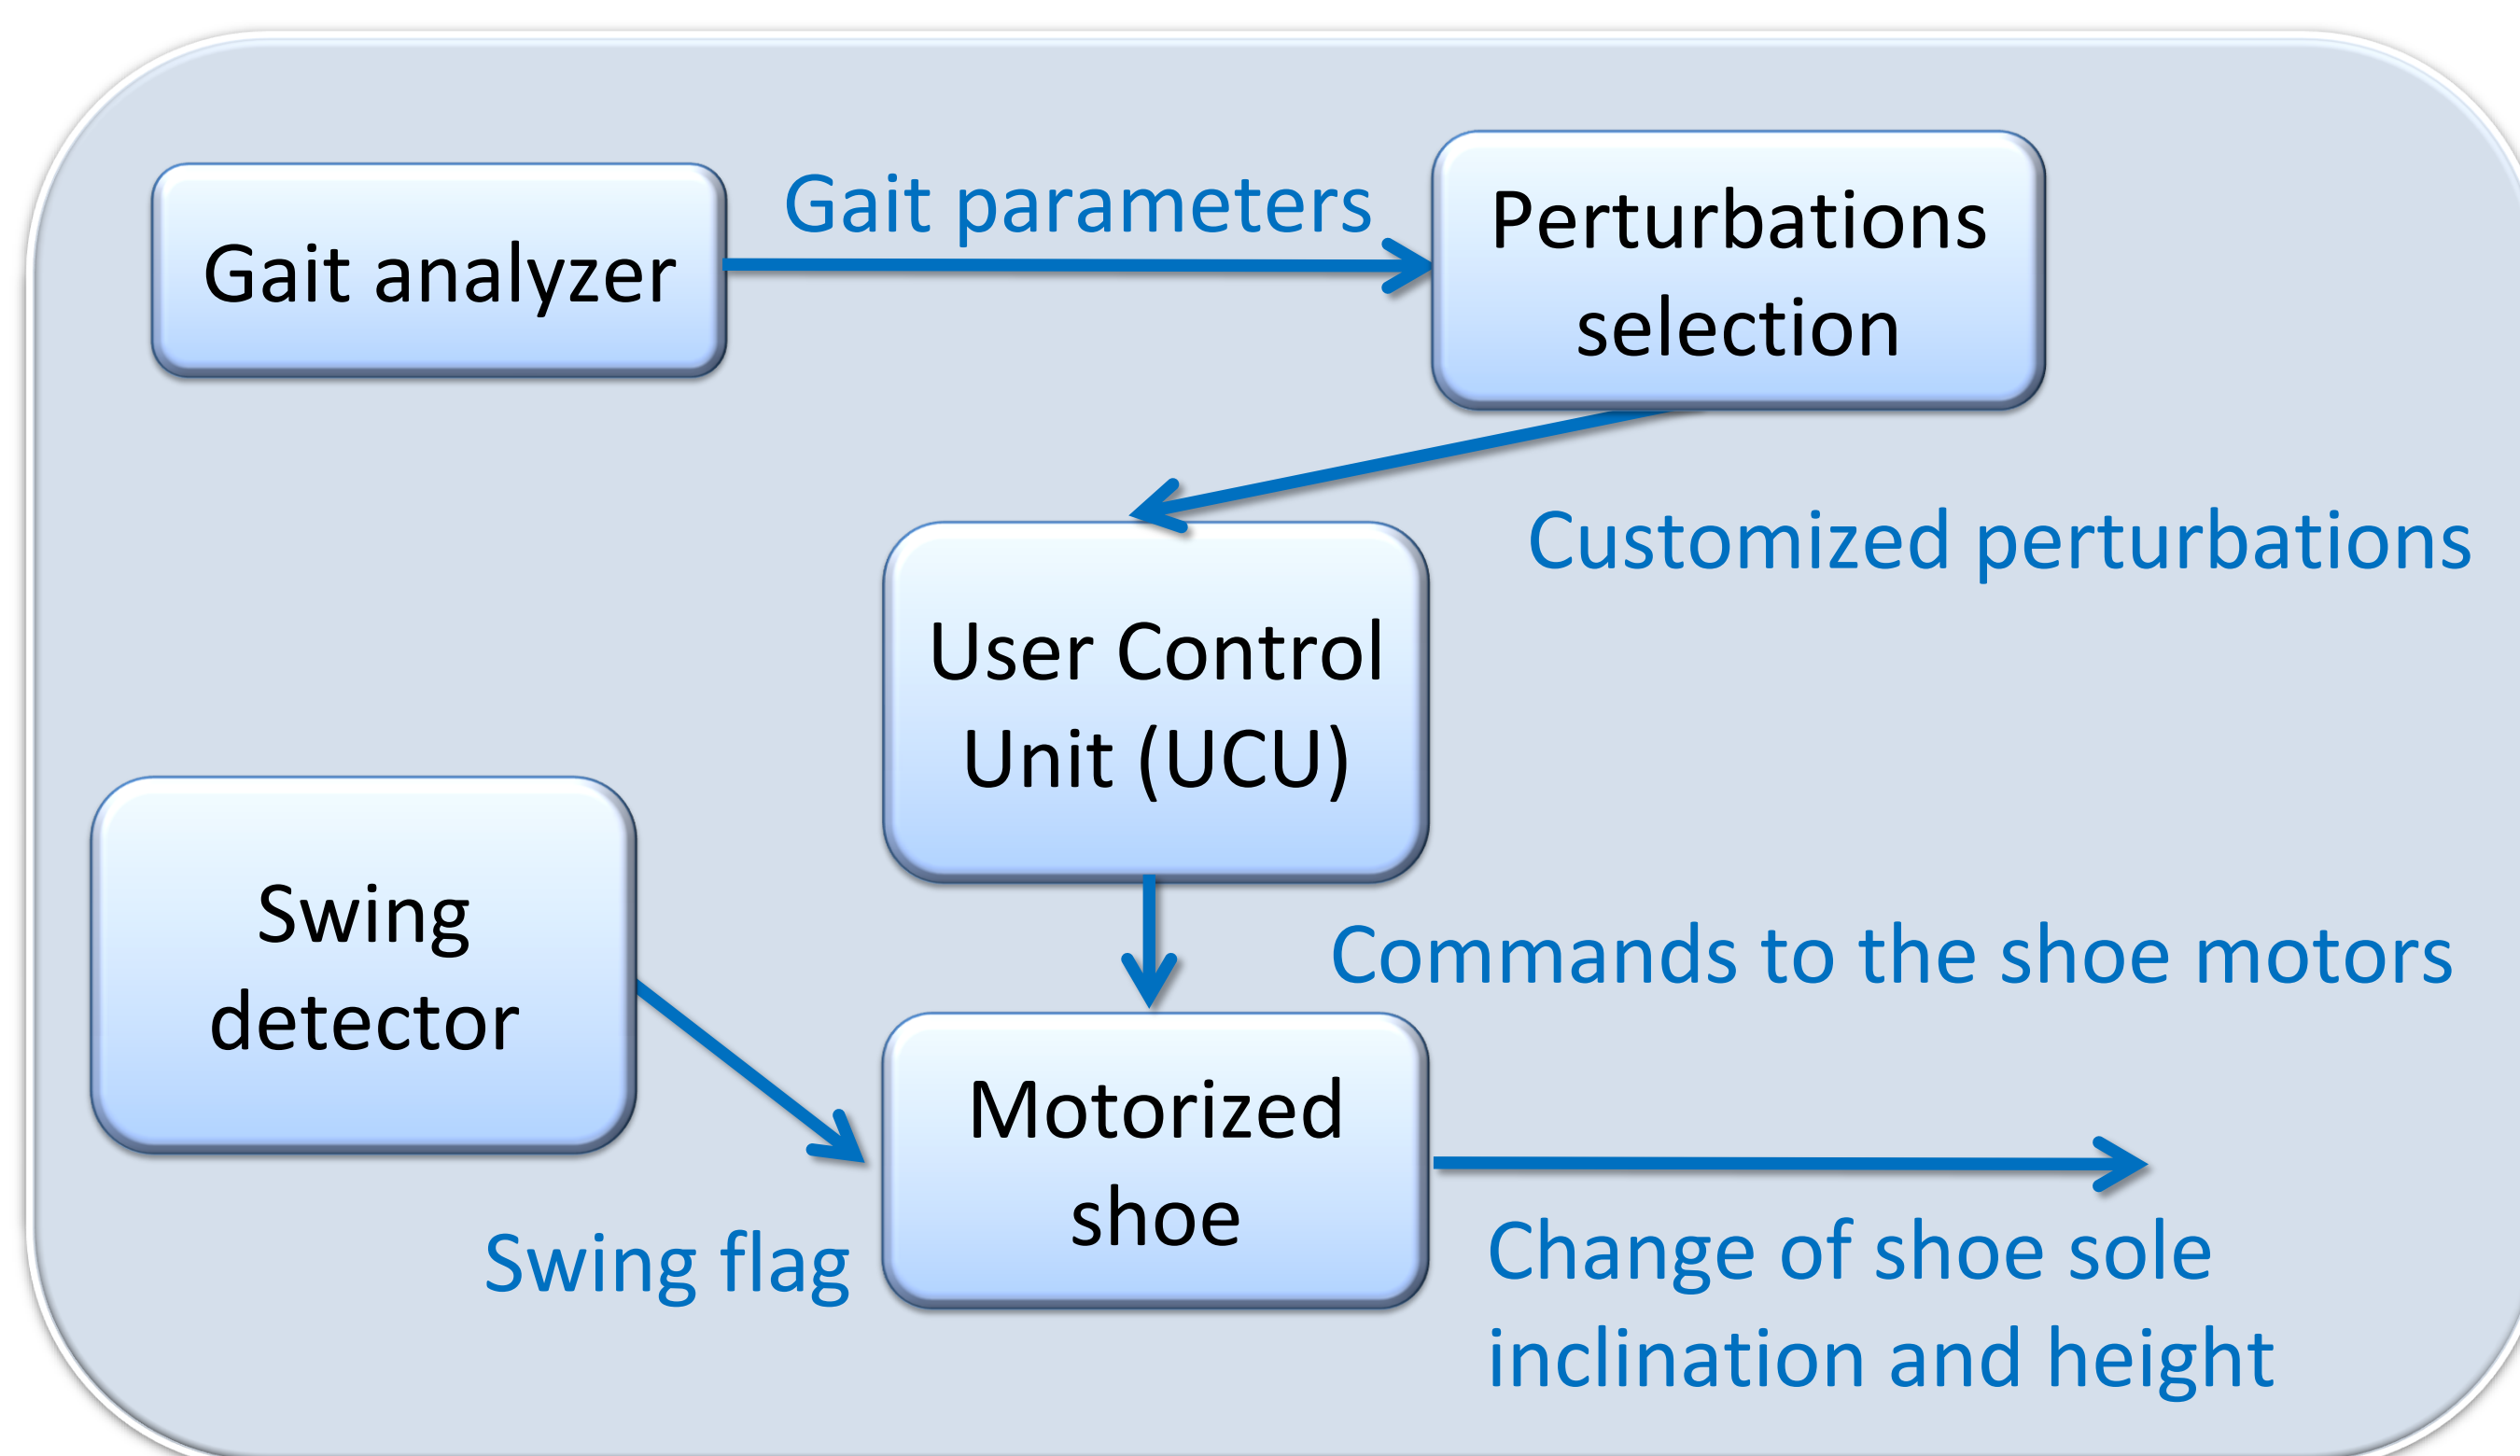 Gait analyzer
Gait parameters
Perturbations
selection
Customized perturbations
User Control
Unit (UCU)
Commands to the shoe motors
Swing
detector
Swing flag
Motorized
shoe
Change of shoe sole
inclination and height